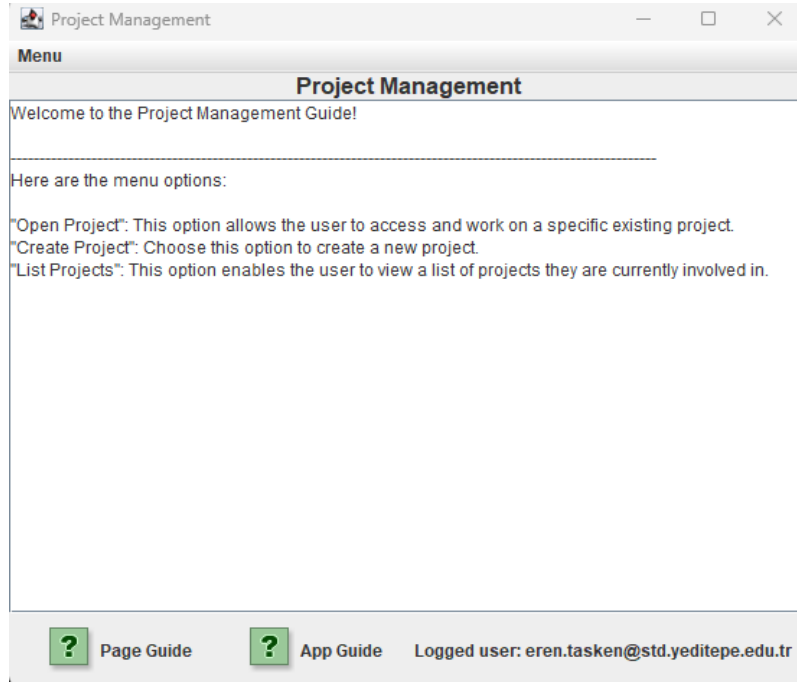 Project Management
Menu
Project Management
Welcome to the Project Management Guide!
--------------------------------------------------------------------------------------------------------------------
Here are the menu options:
"Open Project": This option allows the user to access and work on a specific existing project.
"Create Project": Choose this option to create a new project.
"List Projects": This option enables the user to view a list of projects they are currently involved in.
? Page Guide ? App Guide Logged user: eren.tasken@std.yeditepe.edu.tr